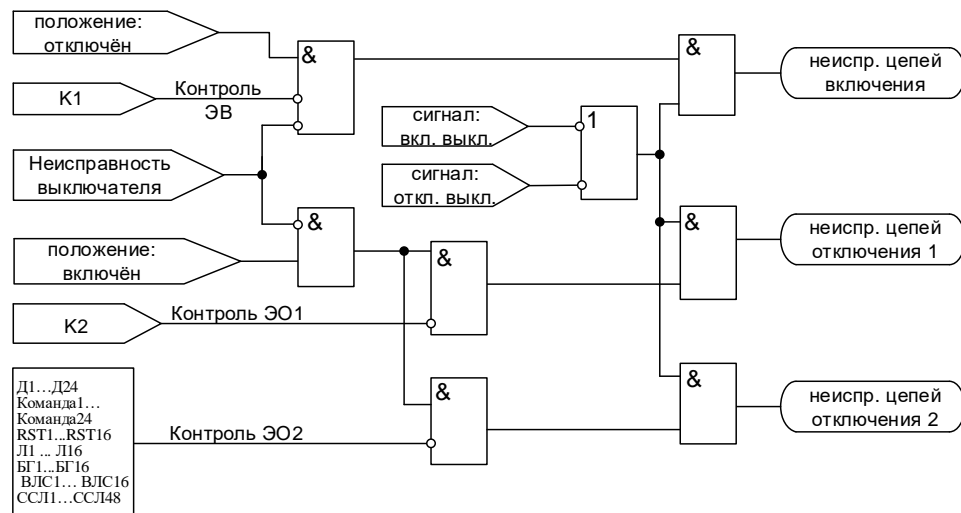 положение:
отключён
K1
Контроль
ЭВ
&
&
неиспр. цепей
включения
сигнал:
вкл. выкл.
1
Неисправность
выключателя
сигнал:
откл. выкл.
&
положение:
включён
&
&
неиспр. цепей
отключения 1
K2
Контроль ЭО1
Д1…Д24
Команда1…
Команда24
RST1...RST16
Л1 ... Л16
БГ1...БГ16
ВЛС1… ВЛС16
ССЛ1…ССЛ48
Контроль ЭО2
&
&
неиспр. цепей
отключения 2